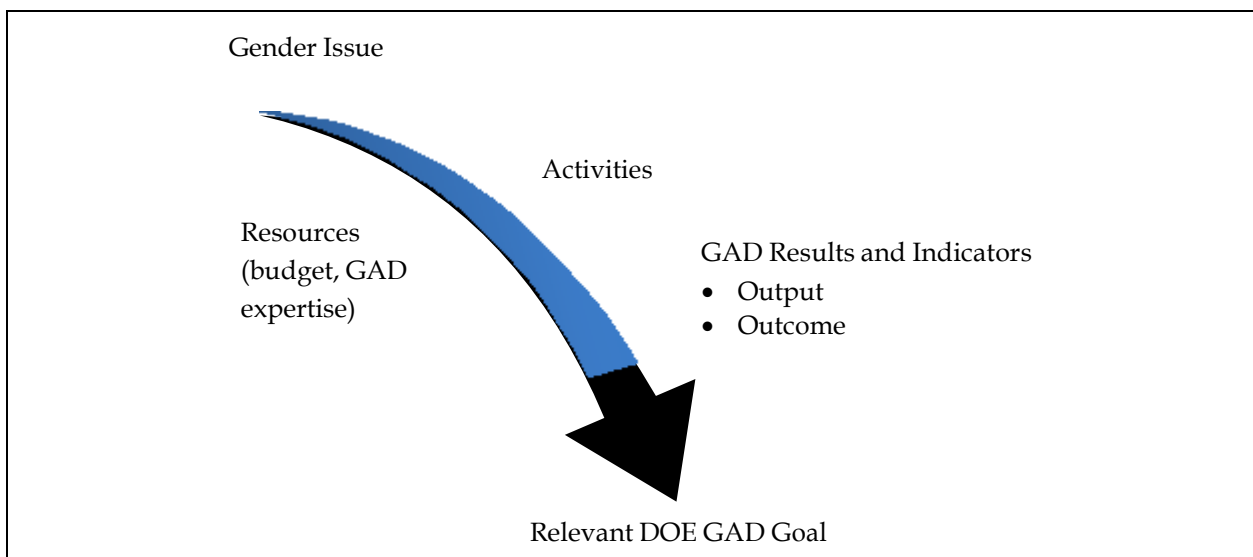 Gender Issue
Activities
Resources
(budget, GAD
expertise)
GAD Results and Indicators
• Output
• Outcome
Relevant DOE GAD Goal